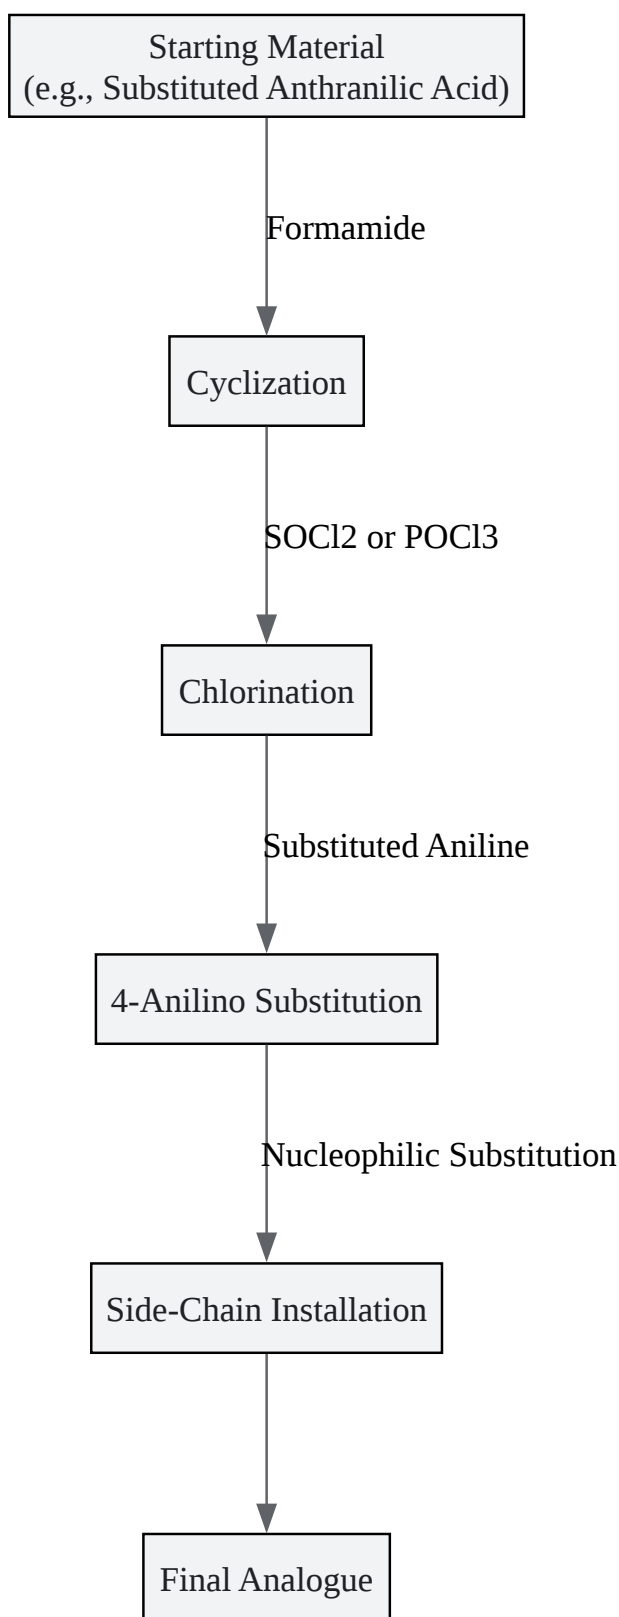 Starting Material
(e.g., Substituted Anthranilic Acid)
Formamide
Cyclization
SOCl2 or POCl3
Chlorination
Substituted Aniline
4-Anilino Substitution
Nucleophilic Substitution
Side-Chain Installation
Final Analogue